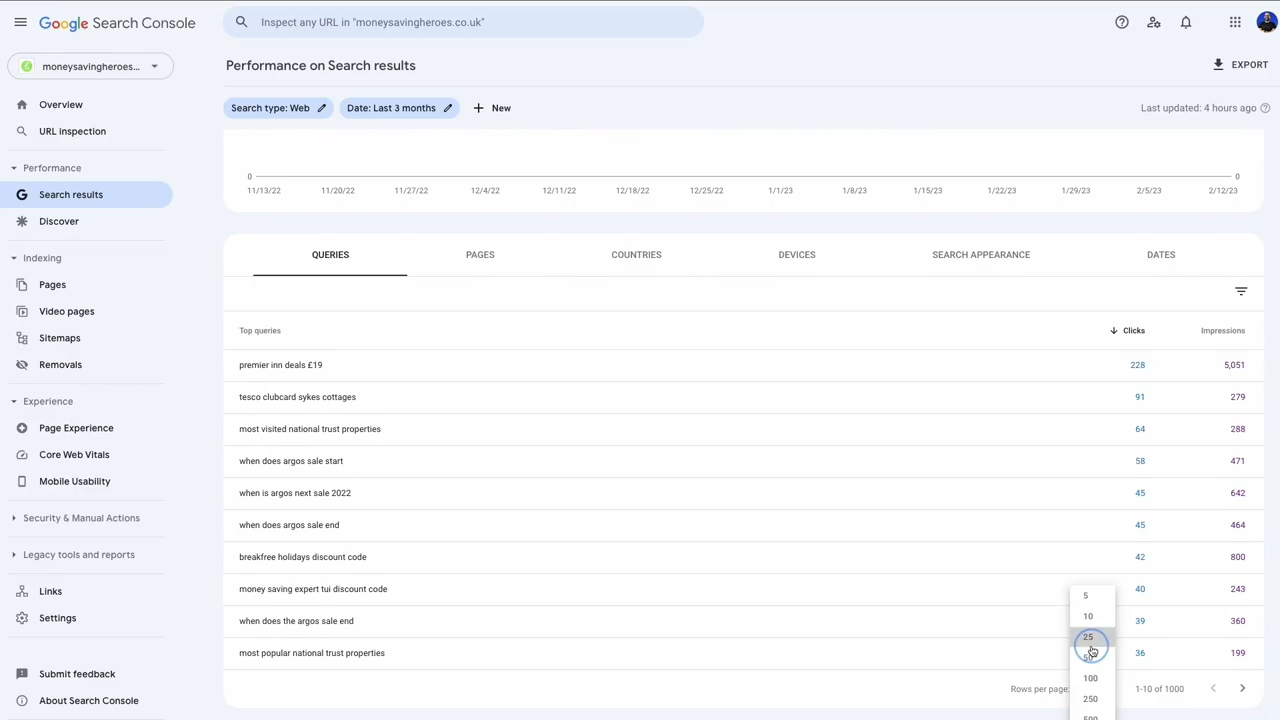 Google Search Console
Inspect any URL in "moneysavingheroes.co.uk"
moneysavingheroes...
Performance on Search results
EXPORT
Overview
URL inspection
Performance
Search results
Discover
Indexing
Pages
Video pages
Sitemaps
Removals
Experience
Page Experience
Core Web Vitals
Mobile Usability
Security & Manual Actions
Legacy tools and reports
Links
Settings
Submit feedback
About Search Console
Search type: Web
Date: Last 3 months
New
Last updated: 4 hours ago
0 0
11/13/22 11/20/22 11/27/22 12/4/22 12/11/22 12/18/22 12/25/22 1/1/23 1/8/23 1/15/23 1/22/23 1/29/23 2/5/23 2/12/23
QUERIES PAGES COUNTRIES DEVICES SEARCH APPEARANCE DATES
Top queries Clicks Impressions
premier inn deals £19 228 5,051
tesco clubcard sykes cottages 91 279
most visited national trust properties 64 288
when does argos sale start 58 471
when is argos next sale 2022 45 642
when does argos sale end 45 464
breakfree holidays discount code 42 800
money saving expert tui discount code 40 243
when does the argos sale end 39 360
most popular national trust properties 36 199
5
10
25
50
100
250
500
Rows per page: 1-10 of 1000